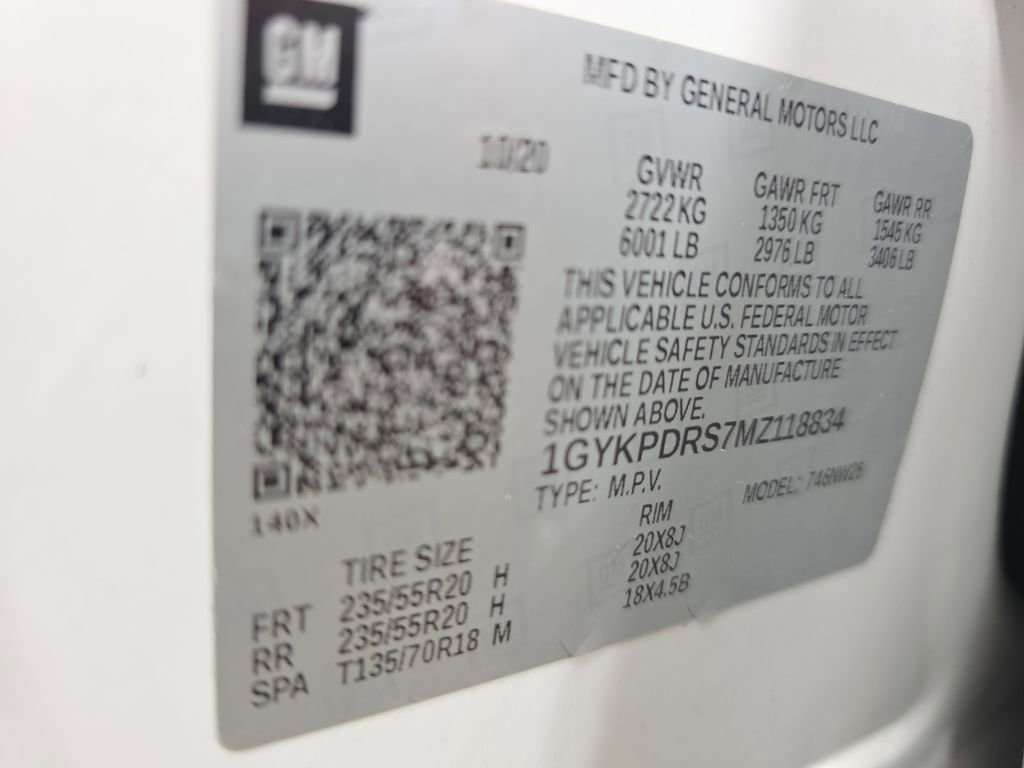 GM
MFD BY GENERAL MOTORS LLC
10/20
GVWR GAWR FRT GAWR RR
2722 KG 1350 KG 1545 KG
6001 LB 2976 LB 3406 LB
THIS VEHICLE CONFORMS TO ALL
APPLICABLE U.S. FEDERAL MOTOR
VEHICLE SAFETY STANDARDS IN EFFECT
ON THE DATE OF MANUFACTURE
SHOWN ABOVE.
1GYKPDRS7MZ118834
TYPE: M.P.V. MODEL: 746NW26
140X
TIRE SIZE RIM
FRT 235/55R20 H 20X8J
RR 235/55R20 H 20X8J
SPA T135/70R18 M 18X4.5B